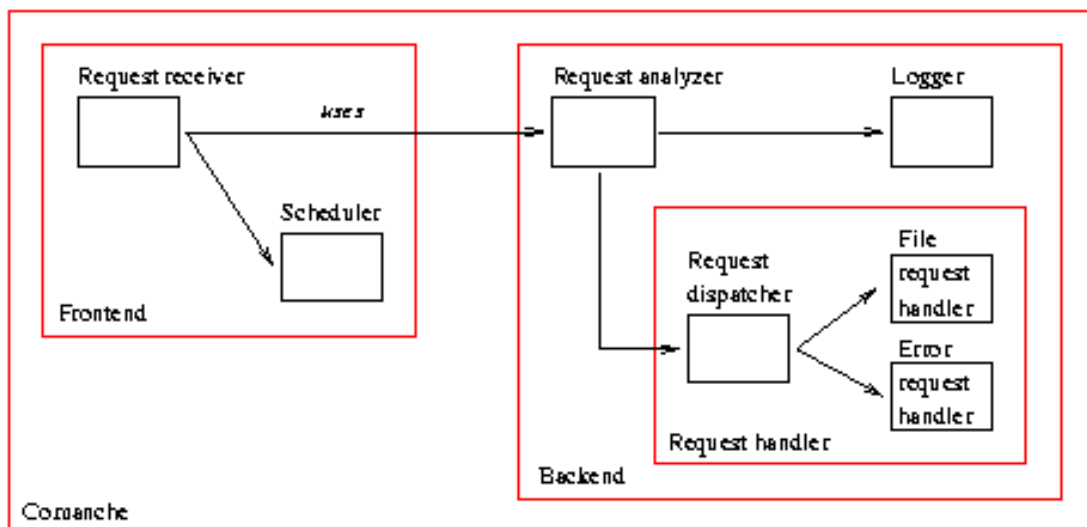 Request receiver
uses
Scheduler
Frontend
Request analyzer
Logger
Request
dispatcher
File
request
handler
Error
request
handler
Request handler
Backend
Comanche